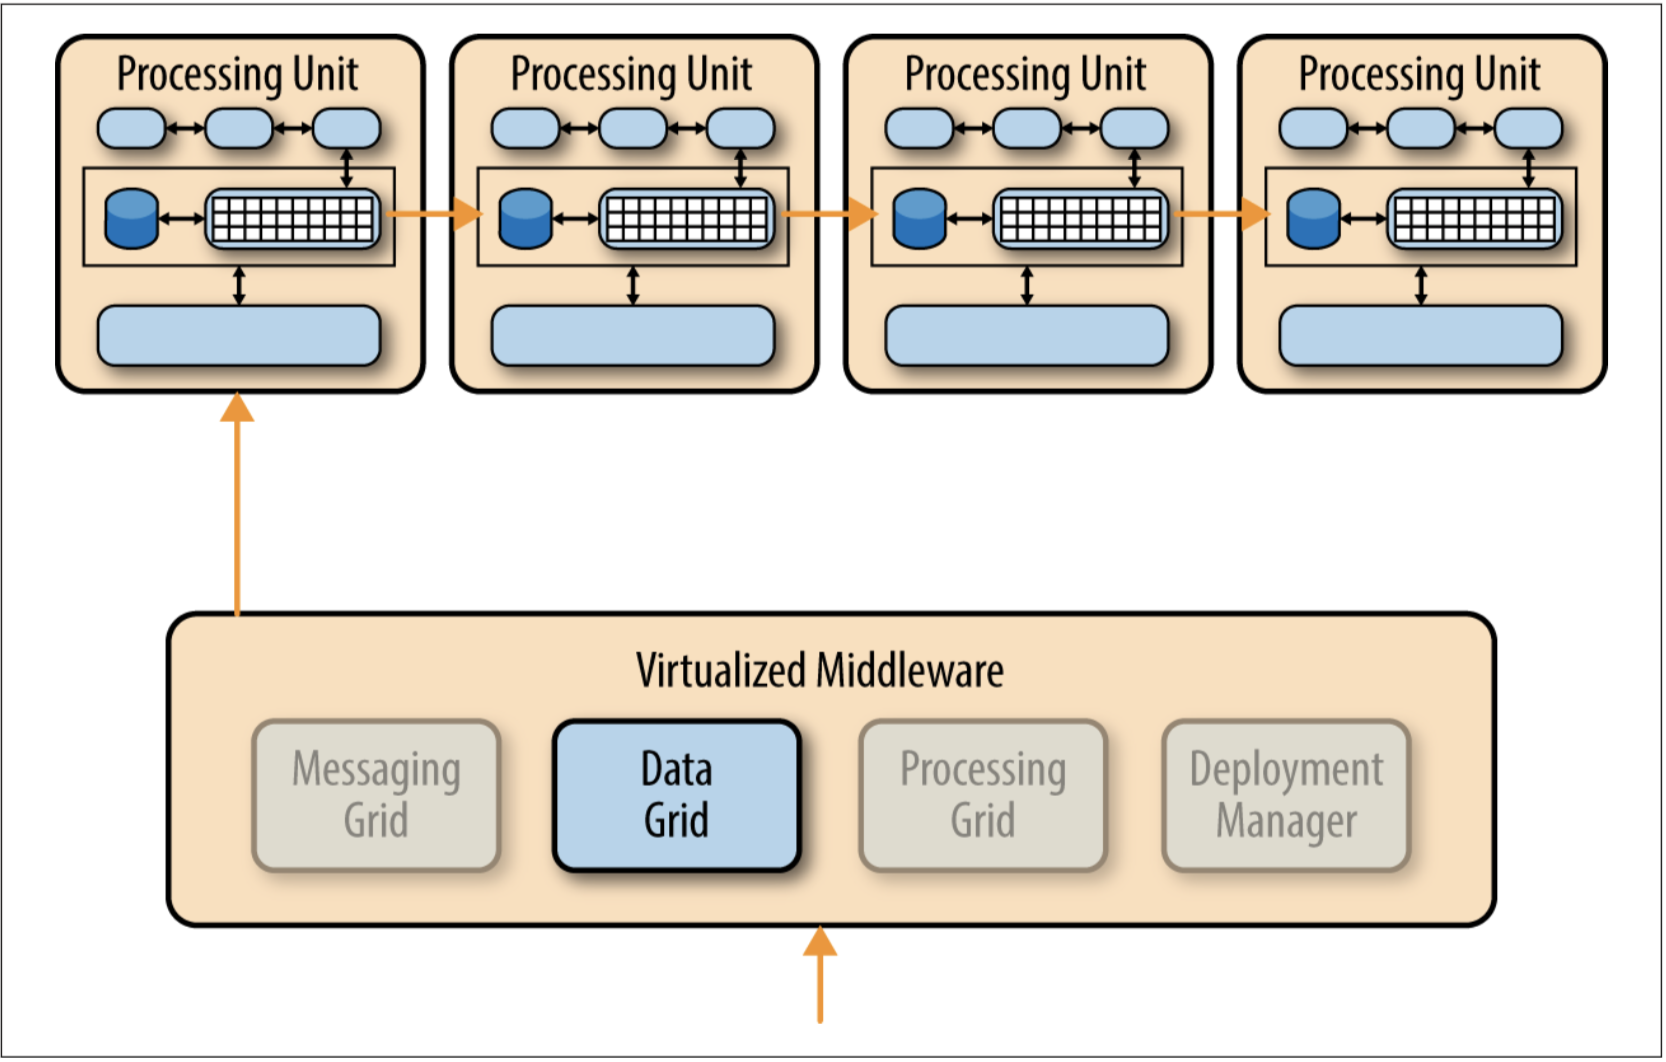 Processing Unit
Processing Unit
Processing Unit
Processing Unit
Virtualized Middleware
Messaging
Grid
Data
Grid
Processing
Grid
Deployment
Manager